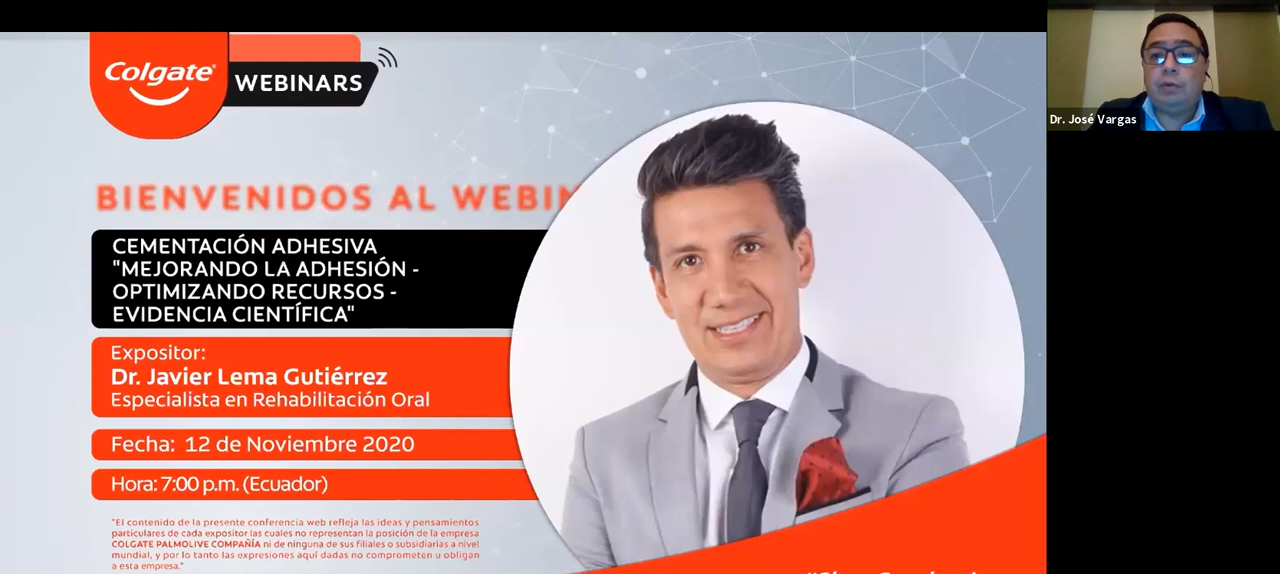 Colgate
WEBINARS
BIENVENIDOS AL WEBIN
CEMENTACIÓN ADHESIVA
"MEJORANDO LA ADHESIÓN -
OPTIMIZANDO RECURSOS -
EVIDENCIA CIENTÍFICA"
Expositor:
Dr. Javier Lema Gutiérrez
Especialista en Rehabilitación Oral
Fecha: 12 de Noviembre 2020
Hora: 7:00 p.m. (Ecuador)
"El contenido de la presente conferencia web refleja las ideas y pensamientos
particulares de cada expositor las cuales no representan la posición de la empresa
COLGATE PALMOLIVE COMPAÑÍA ni de ninguna de sus filiales o subsidiarias a nivel
mundial, y por lo tanto las expresiones aquí dadas no comprometen u obligan
a esta empresa."
Dr. José Vargas